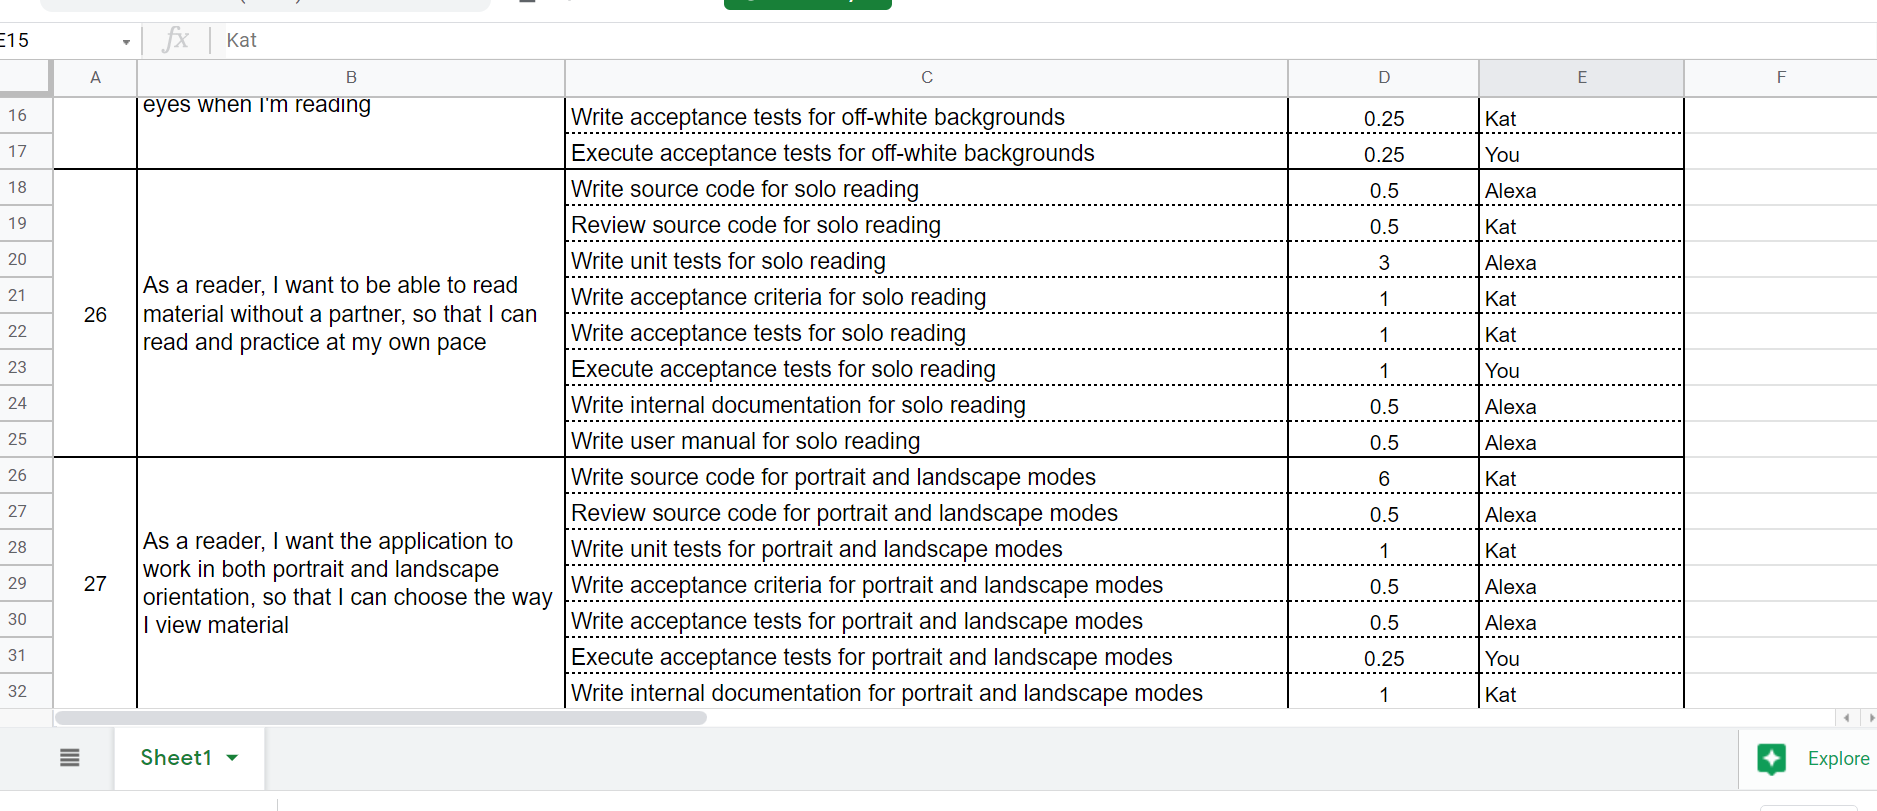 E15 fx Kat
A B C D E F
eyes when I'm reading
16 Write acceptance tests for off-white backgrounds 0.25 Kat
17 Execute acceptance tests for off-white backgrounds 0.25 You
18 Write source code for solo reading 0.5 Alexa
19 Review source code for solo reading 0.5 Kat
20 Write unit tests for solo reading 3 Alexa
26
As a reader, I want to be able to read
material without a partner, so that I can
read and practice at my own pace
21 Write acceptance criteria for solo reading 1 Kat
22 Write acceptance tests for solo reading 1 Kat
23 Execute acceptance tests for solo reading 1 You
24 Write internal documentation for solo reading 0.5 Alexa
25 Write user manual for solo reading 0.5 Alexa
26 Write source code for portrait and landscape modes 6 Kat
27 Review source code for portrait and landscape modes 0.5 Alexa
28 Write unit tests for portrait and landscape modes 1 Kat
27
As a reader, I want the application to
work in both portrait and landscape
orientation, so that I can choose the way
I view material
29 Write acceptance criteria for portrait and landscape modes 0.5 Alexa
30 Write acceptance tests for portrait and landscape modes 0.5 Alexa
31 Execute acceptance tests for portrait and landscape modes 0.25 You
32 Write internal documentation for portrait and landscape modes 1 Kat
Sheet1 Explore